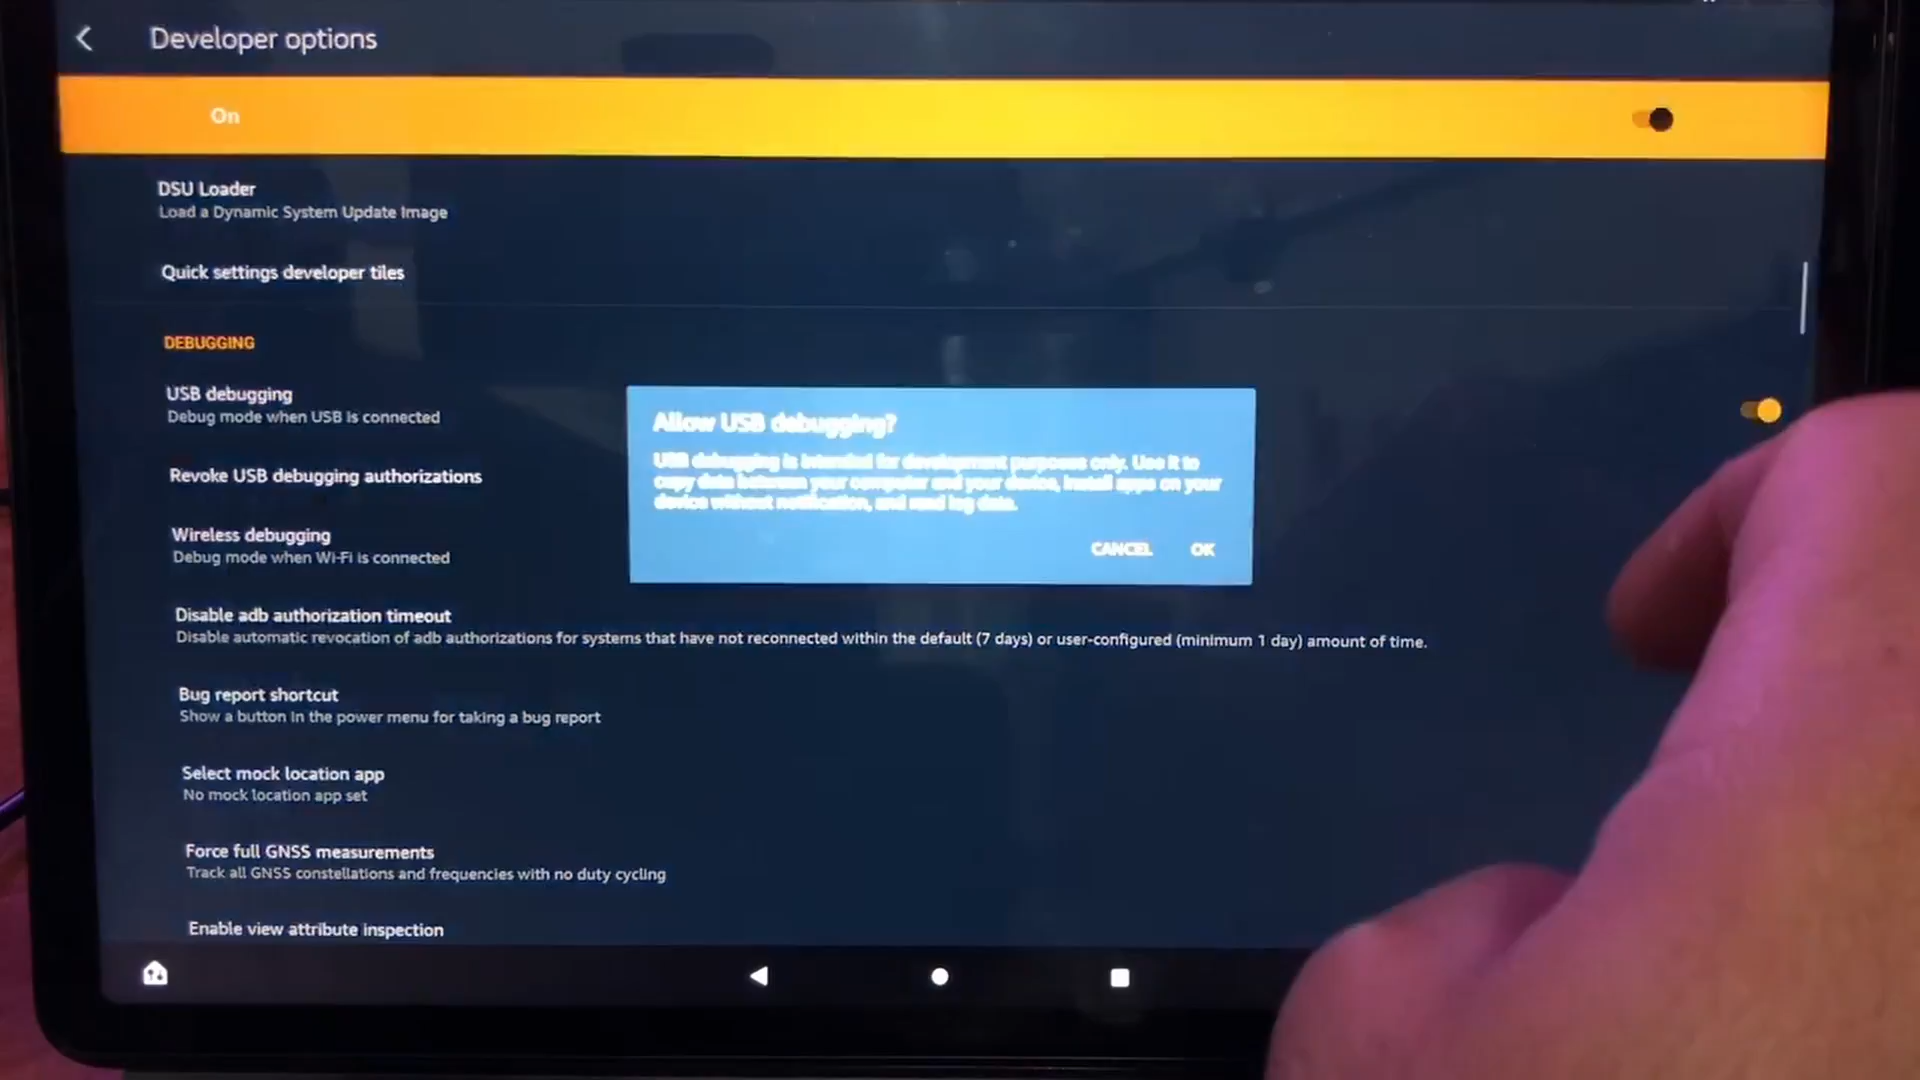 Developer options
On
DSU Loader
Load a Dynamic System Update Image
Quick settings developer tiles
DEBUGGING
USB debugging
Debug mode when USB is connected
Revoke USB debugging authorizations
Wireless debugging
Debug mode when Wi-Fi is connected
Allow USB debugging?
USB debugging is intended for development purposes only. Use it to
copy data between your computer and your device, install apps on your
device without notification, and read log data.
CANCEL OK
Disable adb authorization timeout
Disable automatic revocation of adb authorizations for systems that have not reconnected within the default (7 days) or user-configured (minimum 1 day) amount of time.
Bug report shortcut
Show a button in the power menu for taking a bug report
Select mock location app
No mock location app set
Force full GNSS measurements
Track all GNSS constellations and frequencies with no duty cycling
Enable view attribute inspection